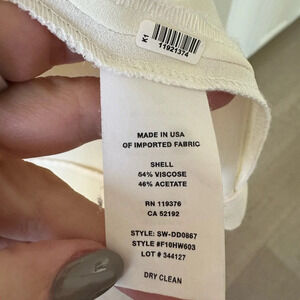 K1
11921374
MADE IN USA
OF IMPORTED FABRIC
SHELL
54% VISCOSE
46% ACETATE
RN 119376
CA 52192
STYLE: SW-DD0867
STYLE #F10HW603
LOT # 344127
DRY CLEAN